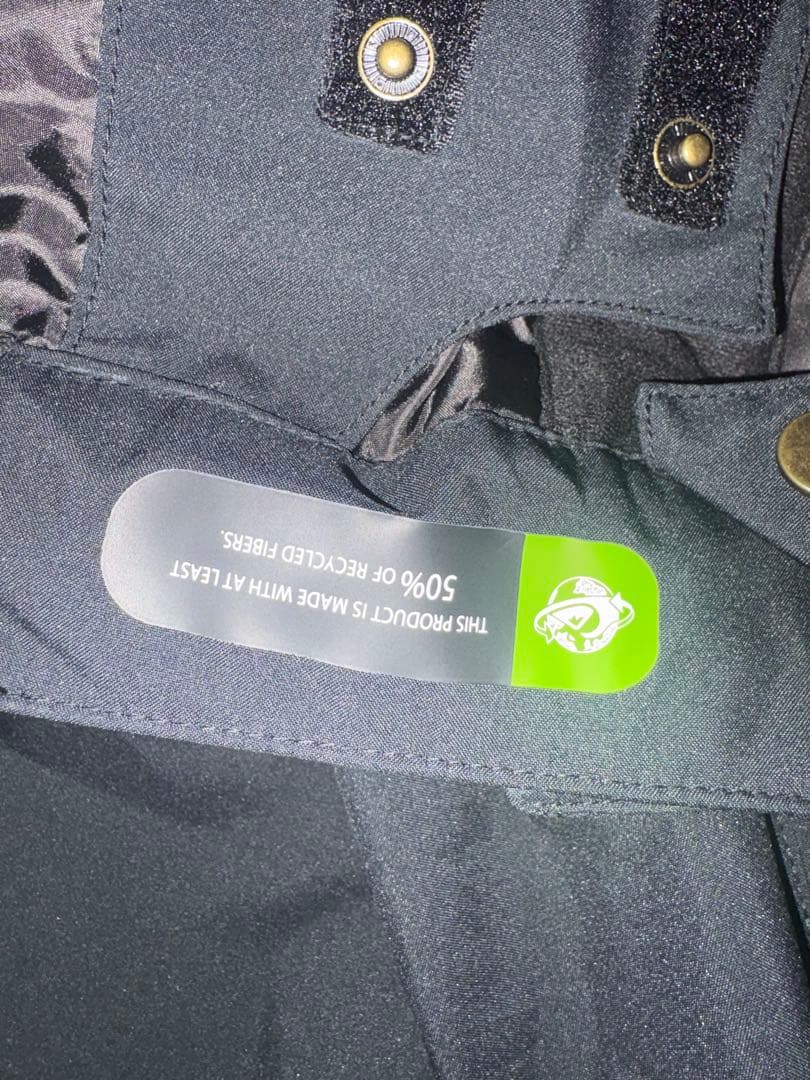 THIS PRODUCT IS MADE WITH AT LEAST
50% OF RECYCLED FIBERS.